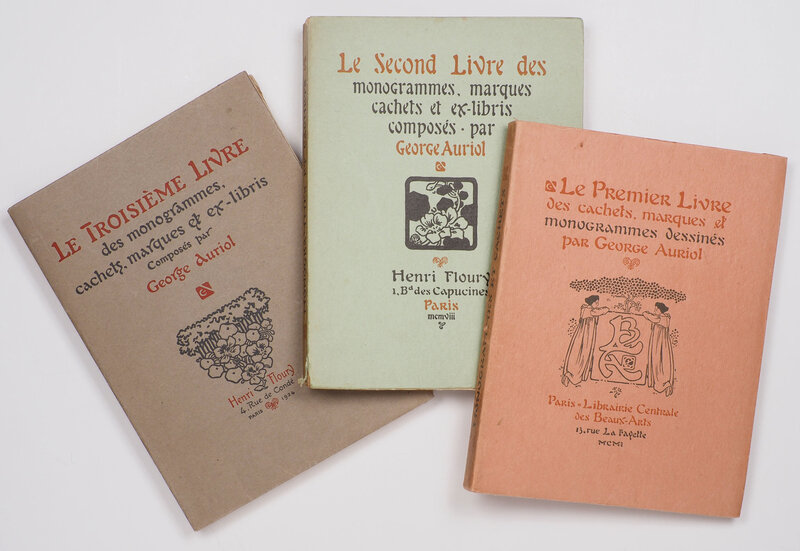 Le Troisième Livre
des monogrammes,
cachets, marques et ex-libris
Composés par
George Auriol
Henri Floury
4, Rue de Condé
Paris 1924
Le Second Livre des
monogrammes, marques
cachets et ex-libris
composés · par
George Auriol
Henri Floury
1, Bd des Capucines
Paris
mcmviii
Le Premier Livre
des cachets, marques et
monogrammes dessinés
par George Auriol
Paris - Librairie Centrale
des Beaux-Arts
13, rue La Fayette
MCMI